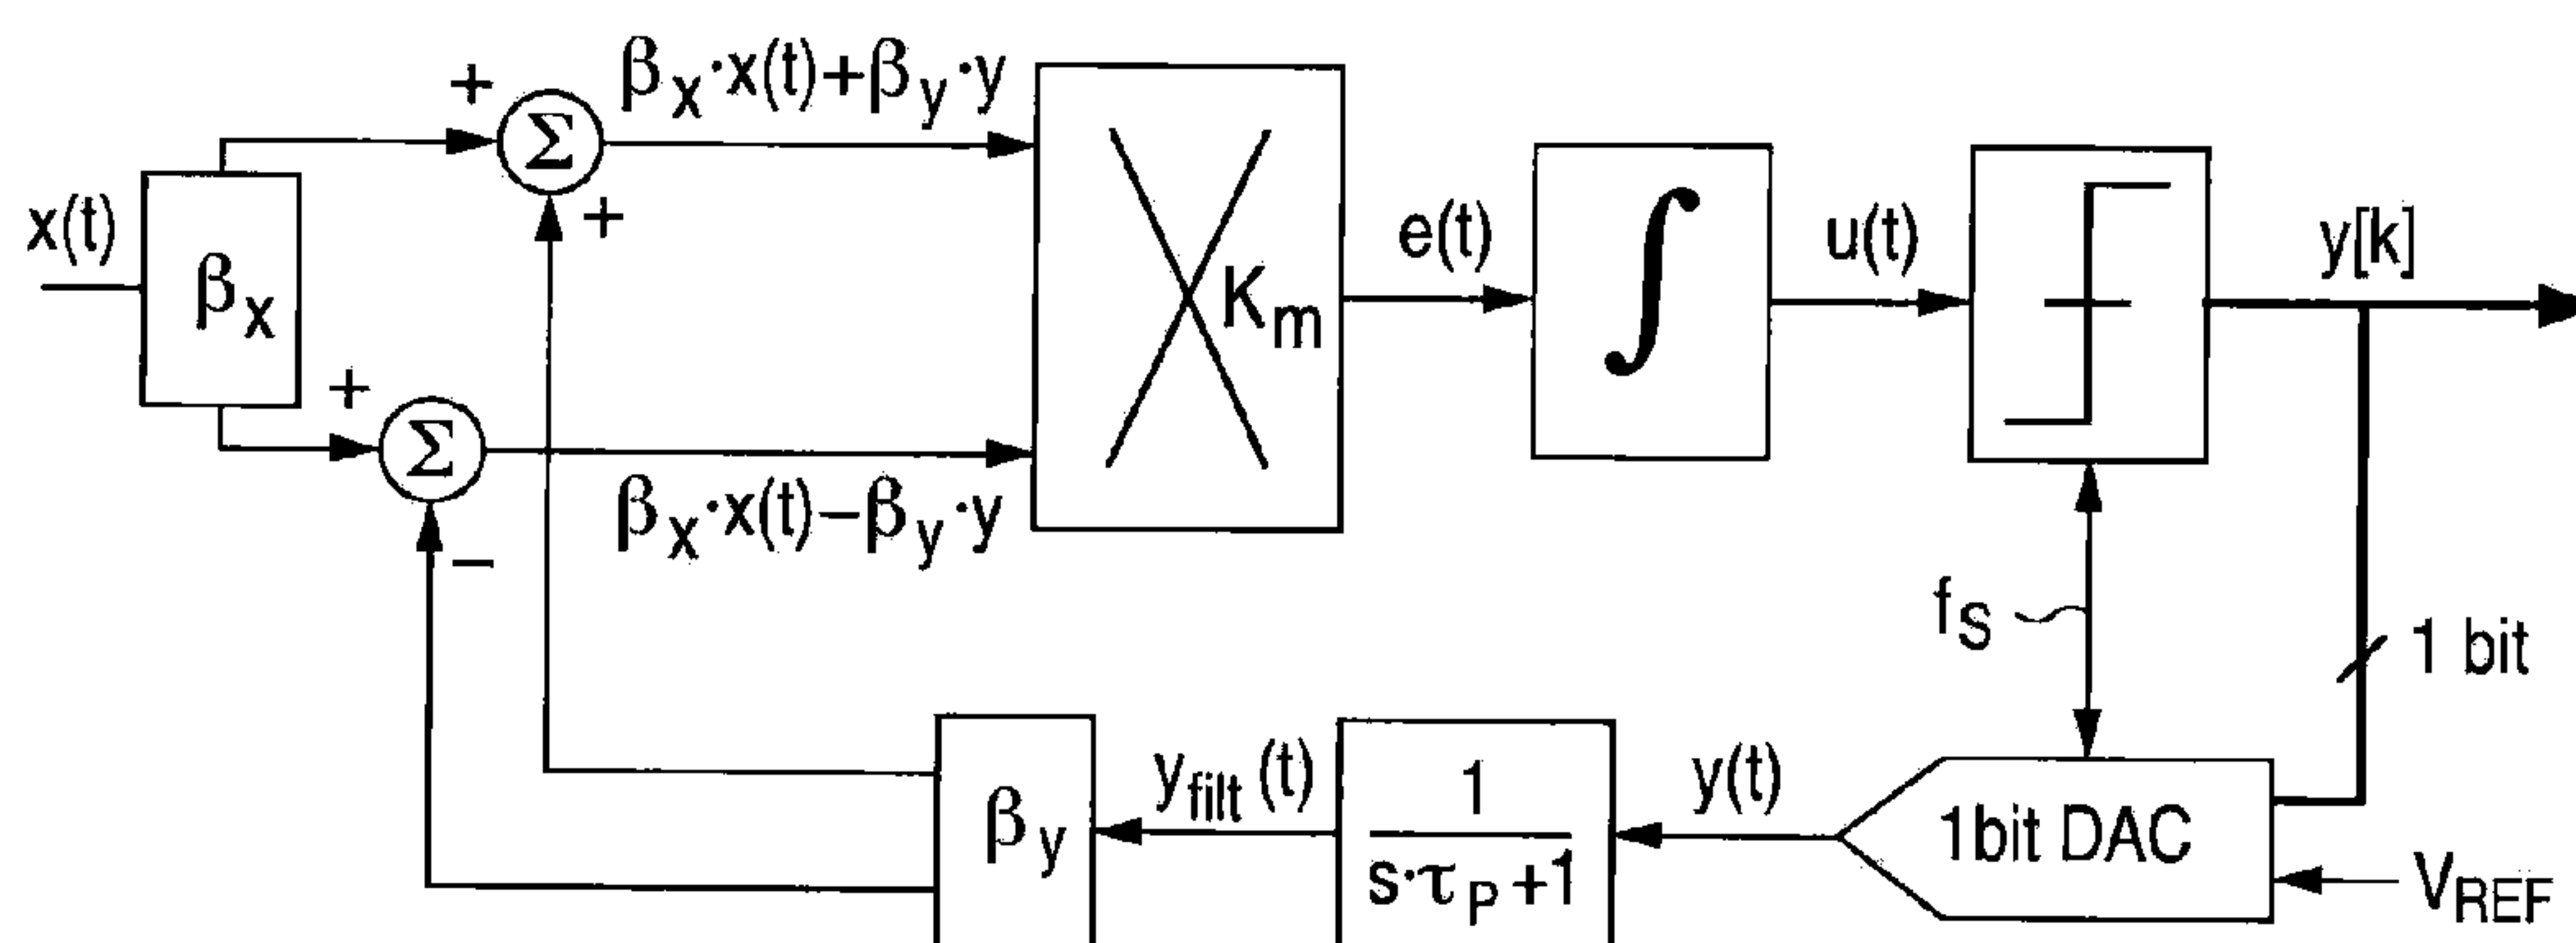 x(t)
βx
+
Σ
+
βx·x(t)+βy·y
+
Σ
−
βx·x(t)−βy·y
Km
e(t)
∫
u(t)
y[k]
fS
1 bit
βy
yfilt (t)
1
s·τP+1
y(t)
1bit DAC
VREF